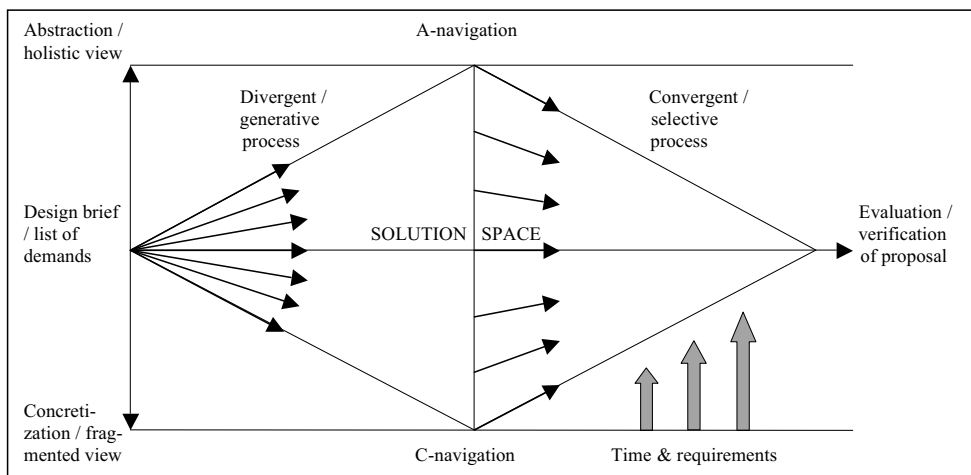 Abstraction /
holistic view
A-navigation
Divergent /
generative
process
Convergent /
selective
process
Design brief
/ list of
demands
SOLUTION SPACE
Evaluation /
verification
of proposal
Concreti-
zation / frag-
mented view
C-navigation
Time & requirements